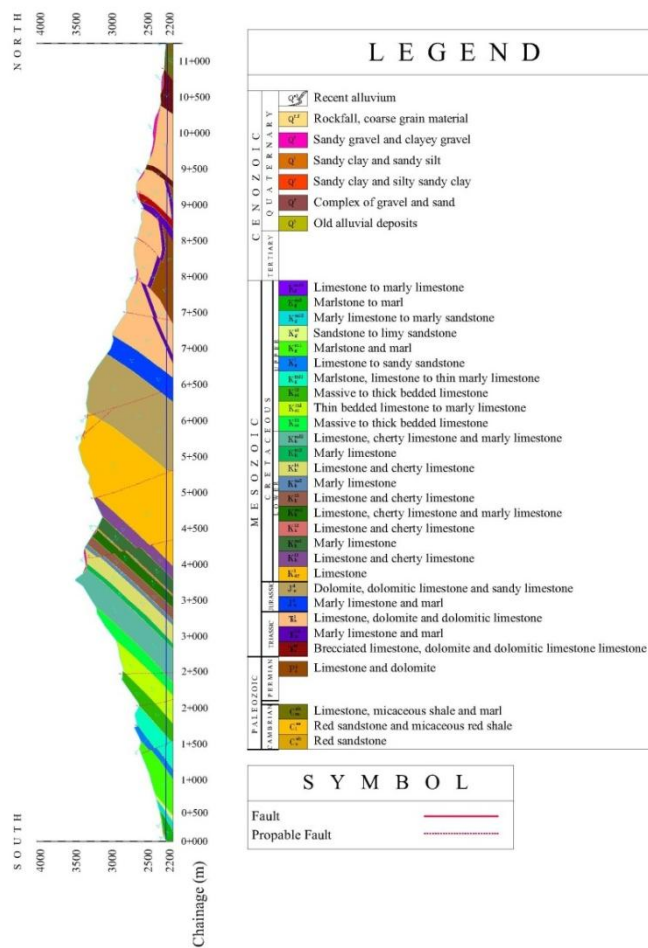 NORTH
4000
3500
3000
2500
2200
11+000
10+500
10+000
9+500
9+000
8+500
8+000
7+500
7+000
6+500
6+000
5+500
5+000
4+500
4+000
3+500
3+000
2+500
2+000
1+500
1+000
0+500
0+000
SOUTH
4000
3500
3000
2500
2200
Chainage (m)
LEGEND
CENOZOIC
QUATERNARY
Recent alluvium
Rockfall, coarse grain material
Sandy gravel and clayey gravel
Sandy clay and sandy silt
Sandy clay and silty sandy clay
Complex of gravel and sand
Old alluvial deposits
TERTIARY
MESOZOIC
CRETACEOUS
UPPER
Limestone to marly limestone
Marlstone to marl
Marly limestone to marly sandstone
Sandstone to limy sandstone
Marlstone and marl
Limestone to sandy sandstone
Marlstone, limestone to thin marly limestone
Massive to thick bedded limestone
Thin bedded limestone to marly limestone
Massive to thick bedded limestone
LOWER
Limestone, cherty limestone and marly limestone
Marly limestone
Limestone and cherty limestone
Marly limestone
Limestone and cherty limestone
Limestone, cherty limestone and marly limestone
Limestone and cherty limestone
Marly limestone
Limestone and cherty limestone
Limestone
JURASSIC
Dolomite, dolomitic limestone and sandy limestone
Marly limestone and marl
TRIASSIC
Limestone, dolomite and dolomitic limestone
Marly limestone and marl
Brecciated limestone, dolomite and dolomitic limestone limestone
PALEOZOIC
PERMIAN
Limestone and dolomite
CAMBRIAN
Limestone, micaceous shale and marl
Red sandstone and micaceous red shale
Red sandstone
SYMBOL
Fault
Propable Fault